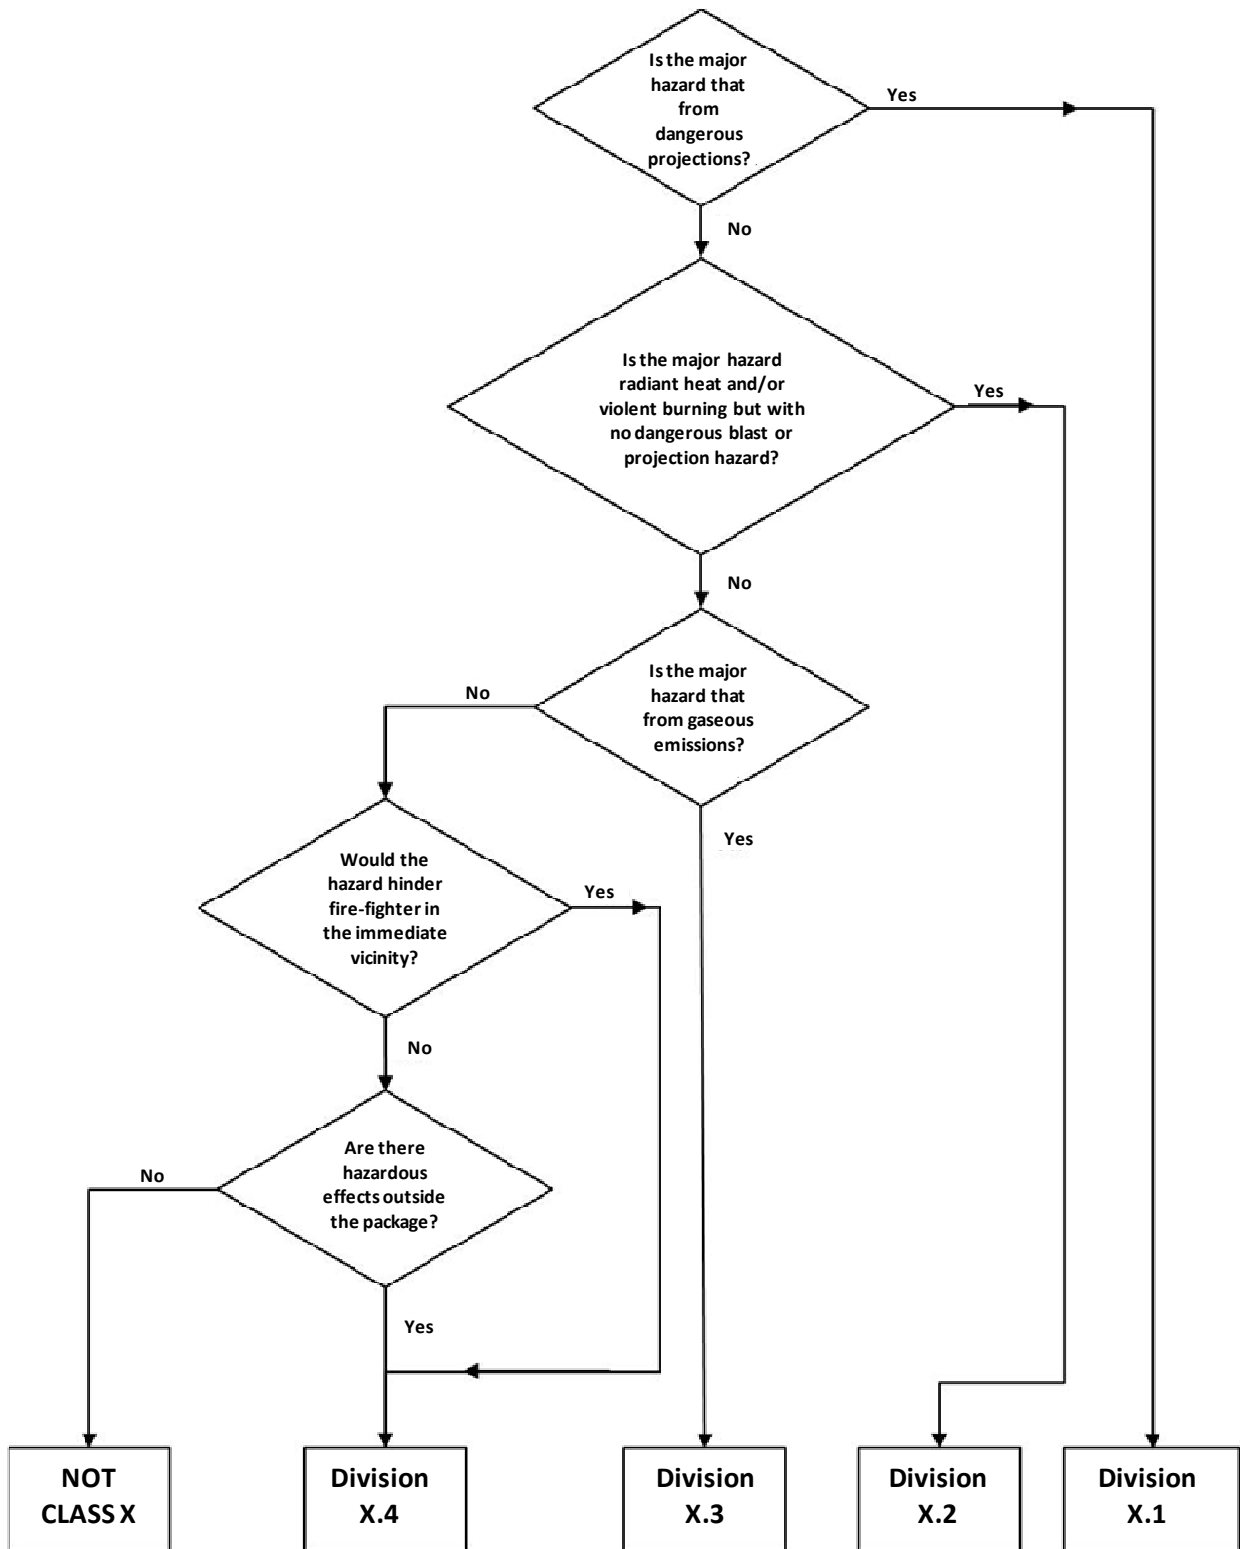 Is the major
hazard that
from
dangerous
projections?
Yes
No
Is the major hazard
radiant heat and/or
violent burning but with
no dangerous blast or
projection hazard?
Yes
No
Is the major
hazard that
from gaseous
emissions?
No
Yes
Would the
hazard hinder
fire-fighter in
the immediate
vicinity?
Yes
No
Are there
hazardous
effects outside
the package?
No
Yes
NOT
CLASS X
Division
X.4
Division
X.3
Division
X.2
Division
X.1